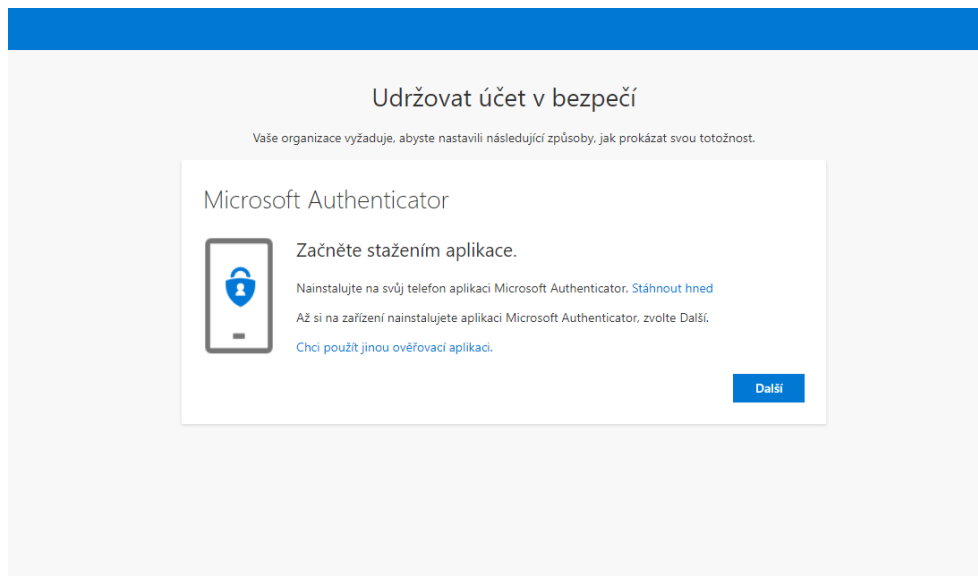 Udržovat účet v bezpečí
Vaše organizace vyžaduje, abyste nastavili následující způsoby, jak prokázat svou totožnost.
Microsoft Authenticator
Začněte stažením aplikace.
Nainstalujte na svůj telefon aplikaci Microsoft Authenticator. Stáhnout hned
Až si na zařízení nainstalujete aplikaci Microsoft Authenticator, zvolte Další.
Chci použít jinou ověřovací aplikaci.
Další